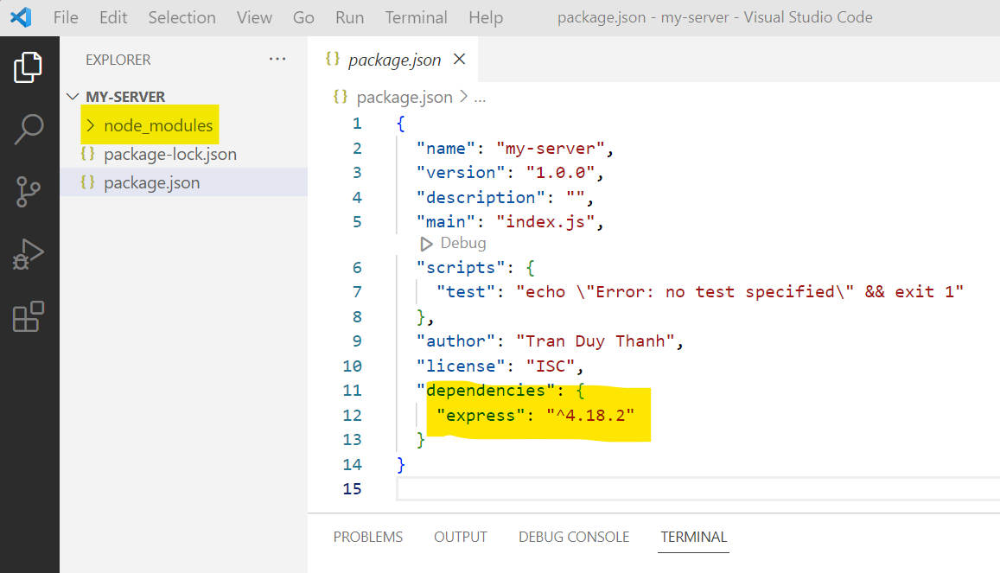 File Edit Selection View Go Run Terminal Help package.json - my-server - Visual Studio Code
EXPLORER ...
MY-SERVER
node_modules
package-lock.json
package.json
{} package.json
{} package.json > ...
1 {
2 "name": "my-server",
3 "version": "1.0.0",
4 "description": "",
5 "main": "index.js",
Debug
6 "scripts": {
7 "test": "echo \"Error: no test specified\" && exit 1"
8 },
9 "author": "Tran Duy Thanh",
10 "license": "ISC",
11 "dependencies": {
12 "express": "^4.18.2"
13 }
14 }
15
PROBLEMS OUTPUT DEBUG CONSOLE TERMINAL